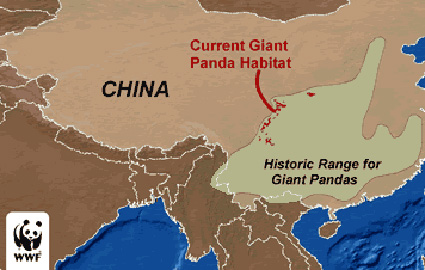 Current Giant
Panda Habitat
CHINA
Historic Range for
Giant Pandas
WWF